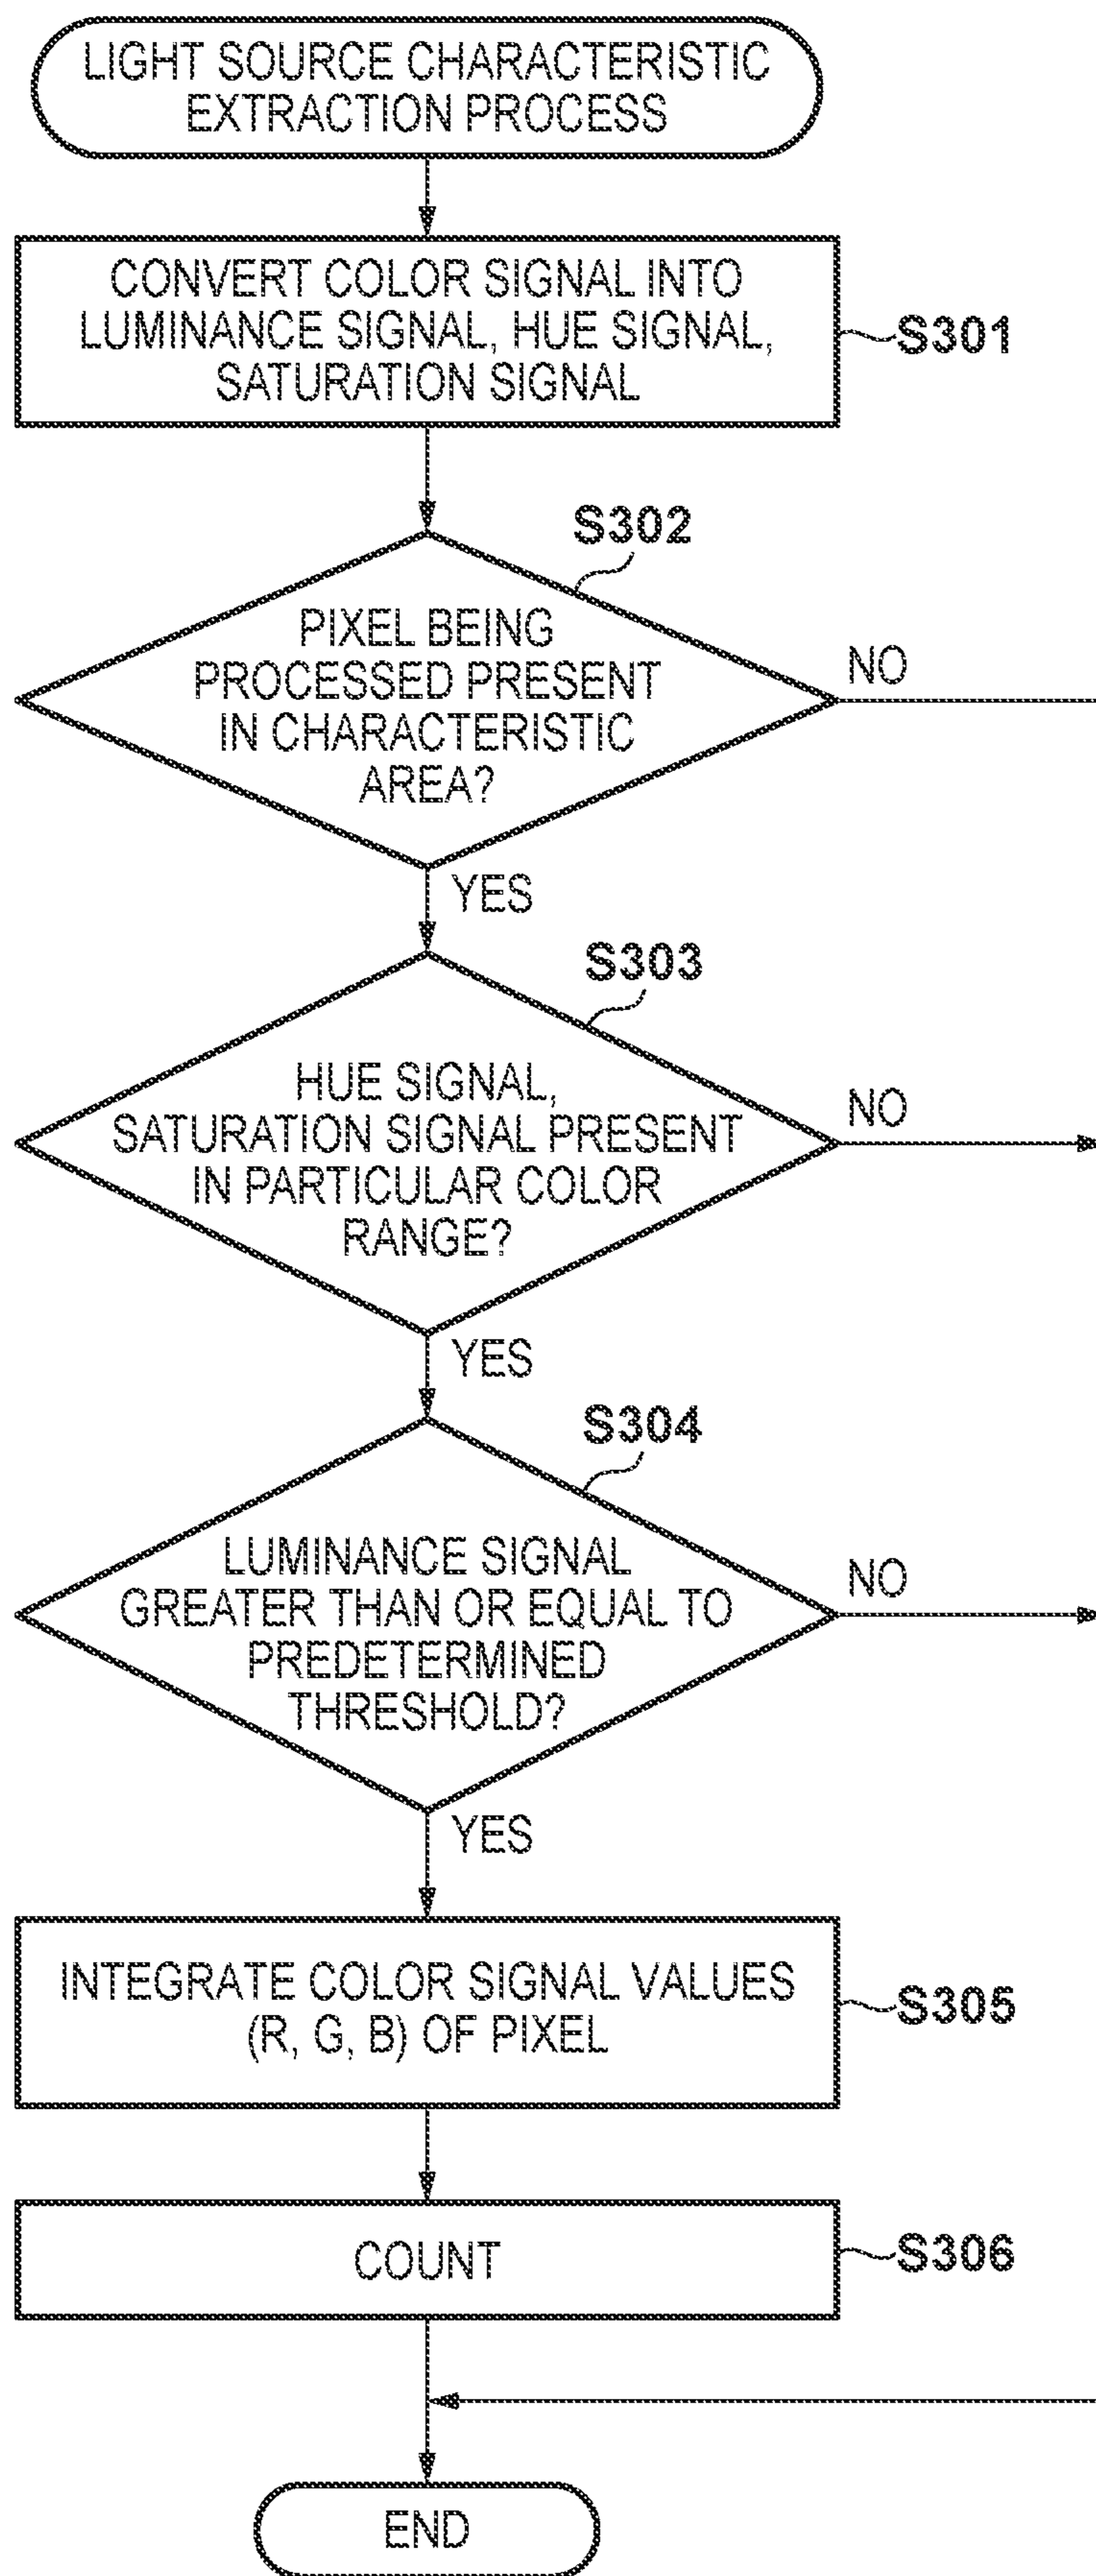 LIGHT SOURCE CHARACTERISTIC
EXTRACTION PROCESS
CONVERT COLOR SIGNAL INTO
LUMINANCE SIGNAL, HUE SIGNAL,
SATURATION SIGNAL
S301
S302
PIXEL BEING
PROCESSED PRESENT
IN CHARACTERISTIC
AREA?
NO
YES
S303
HUE SIGNAL,
SATURATION SIGNAL PRESENT
IN PARTICULAR COLOR
RANGE?
NO
YES
S304
LUMINANCE SIGNAL
GREATER THAN OR EQUAL TO
PREDETERMINED
THRESHOLD?
NO
YES
INTEGRATE COLOR SIGNAL VALUES
(R, G, B) OF PIXEL
S305
COUNT
S306
END